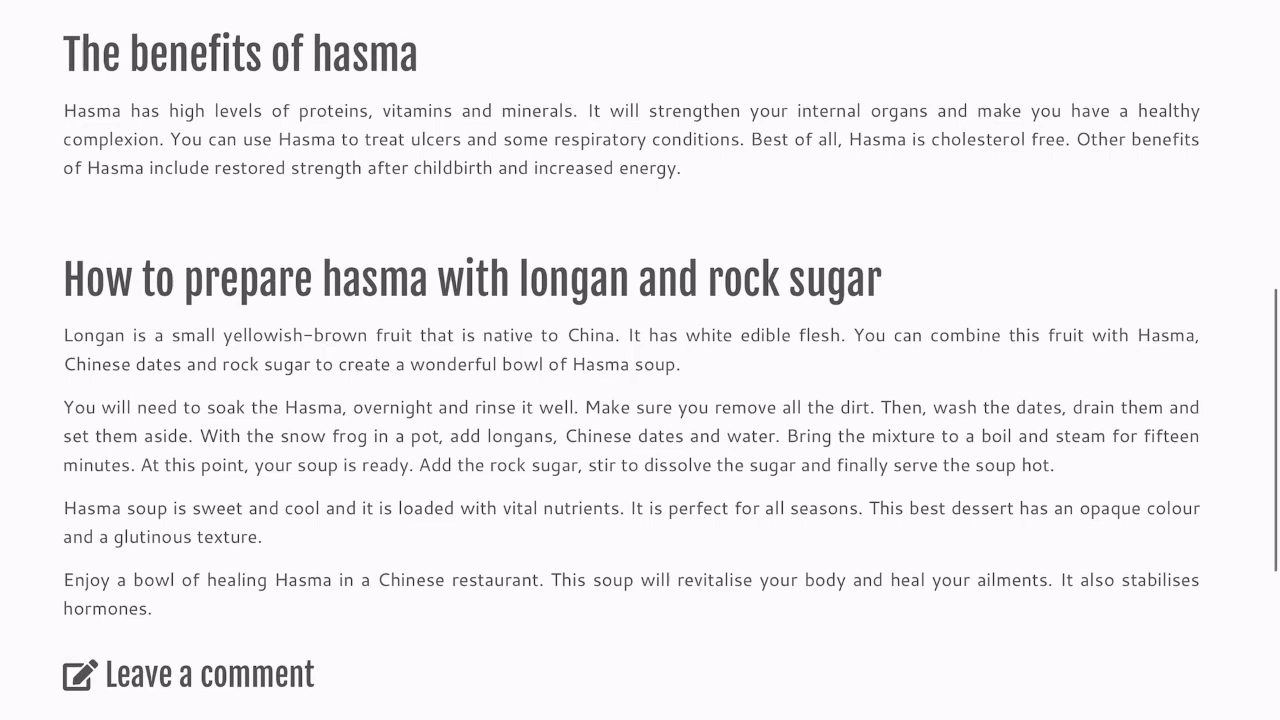 The benefits of hasma
Hasma has high levels of proteins, vitamins and minerals. It will strengthen your internal organs and make you have a healthy
complexion. You can use Hasma to treat ulcers and some respiratory conditions. Best of all, Hasma is cholesterol free. Other benefits
of Hasma include restored strength after childbirth and increased energy.
How to prepare hasma with longan and rock sugar
Longan is a small yellowish-brown fruit that is native to China. It has white edible flesh. You can combine this fruit with Hasma,
Chinese dates and rock sugar to create a wonderful bowl of Hasma soup.
You will need to soak the Hasma, overnight and rinse it well. Make sure you remove all the dirt. Then, wash the dates, drain them and
set them aside. With the snow frog in a pot, add longans, Chinese dates and water. Bring the mixture to a boil and steam for fifteen
minutes. At this point, your soup is ready. Add the rock sugar, stir to dissolve the sugar and finally serve the soup hot.
Hasma soup is sweet and cool and it is loaded with vital nutrients. It is perfect for all seasons. This best dessert has an opaque colour
and a glutinous texture.
Enjoy a bowl of healing Hasma in a Chinese restaurant. This soup will revitalise your body and heal your ailments. It also stabilises
hormones.
Leave a comment